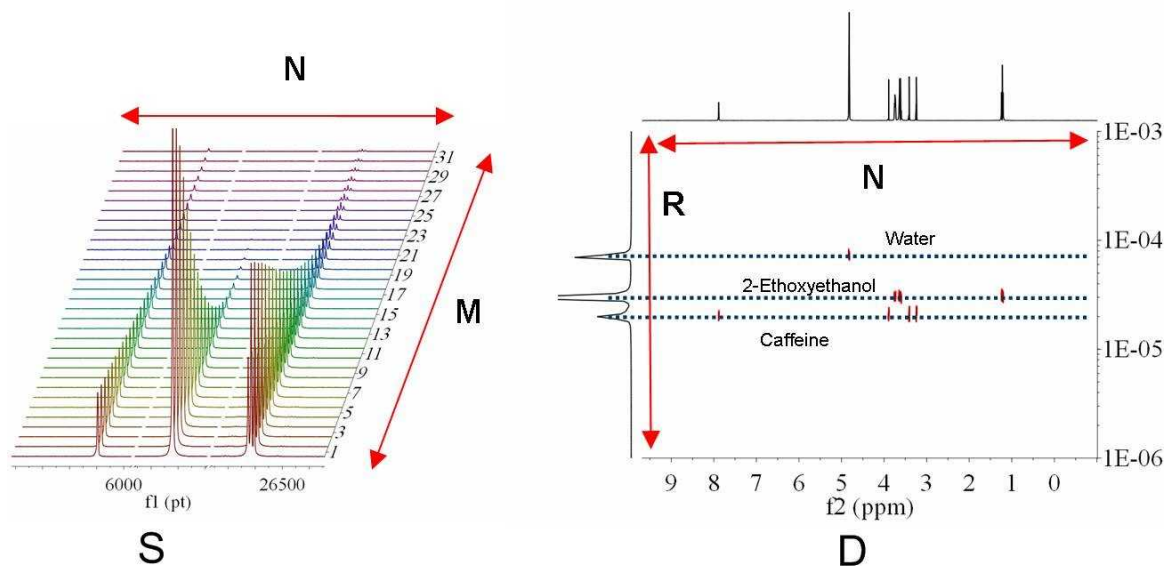 N
31
29
27
25
23
21
19
17
15
13
11
9
7
5
3
1
M
6000 26500
f1 (pt)
S
N
R
Water
2-Ethoxyethanol
Caffeine
1E-03
1E-04
1E-05
1E-06
9 8 7 6 5 4 3 2 1 0
f2 (ppm)
D